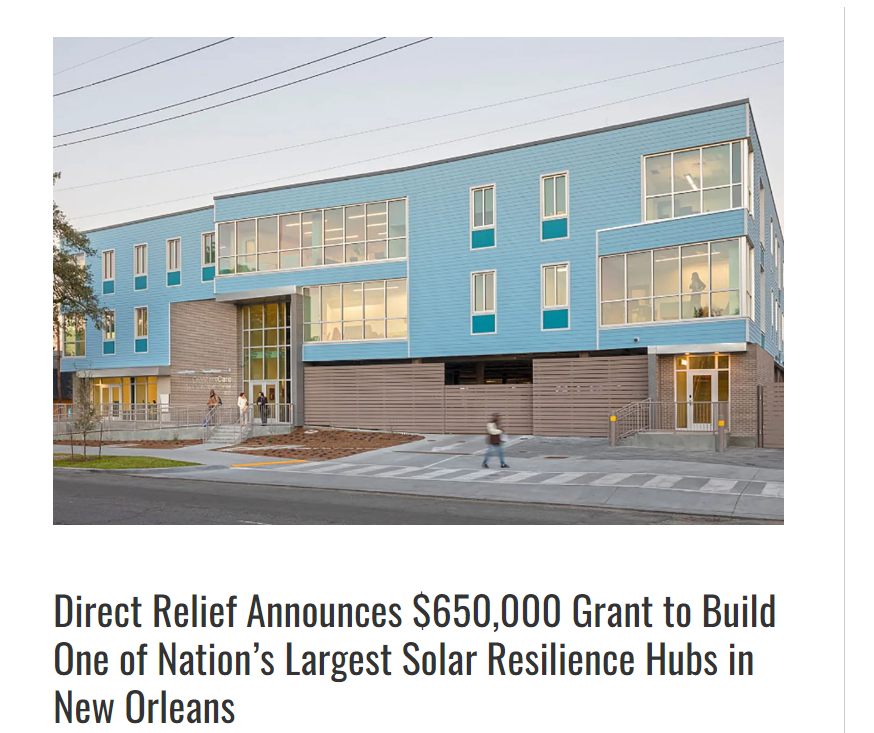 Direct Relief Announces $650,000 Grant to Build
One of Nation’s Largest Solar Resilience Hubs in
New Orleans